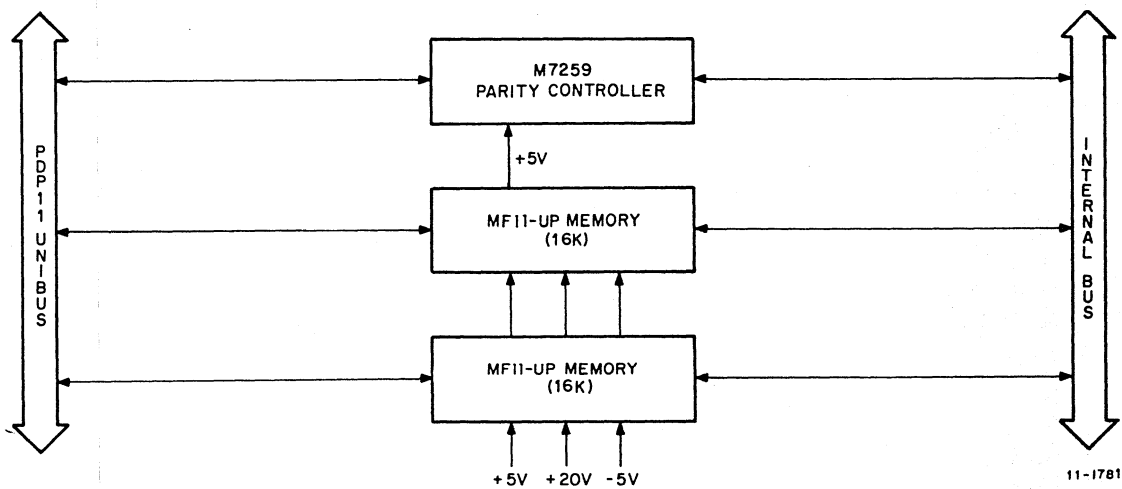 PDP11 UNIBUS
M7259
PARITY CONTROLLER
+5V
MF11-UP MEMORY
(16K)
MF11-UP MEMORY
(16K)
+5V +20V -5V
INTERNAL BUS
11-1781